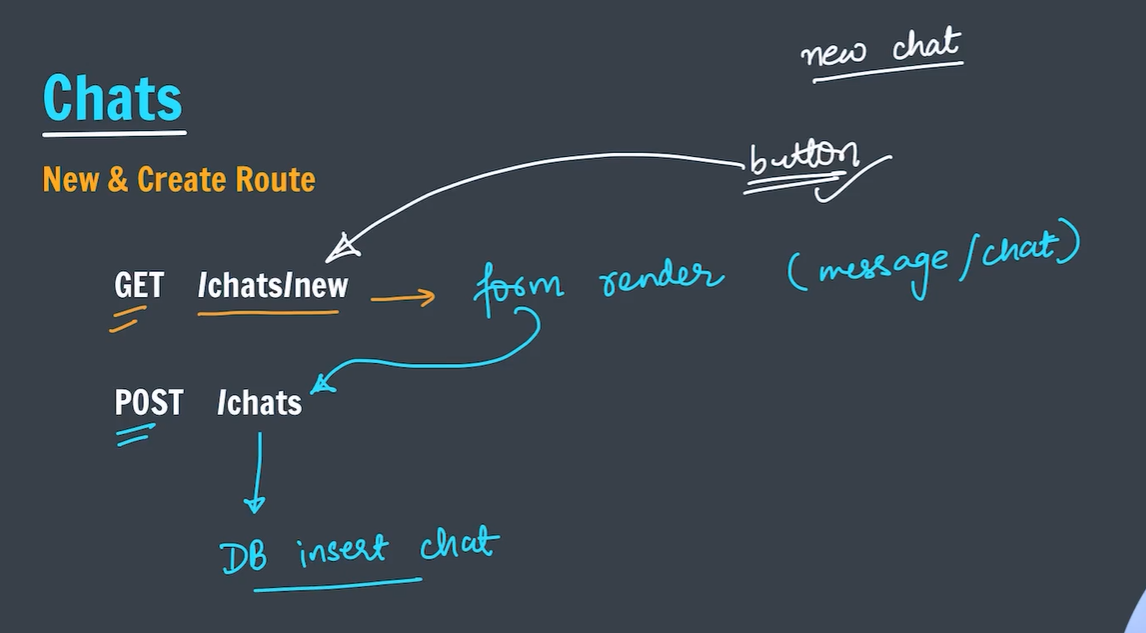 new chat
Chats
button
New & Create Route
GET /chats/new form render (message/chat)
POST /chats
DB insert chat